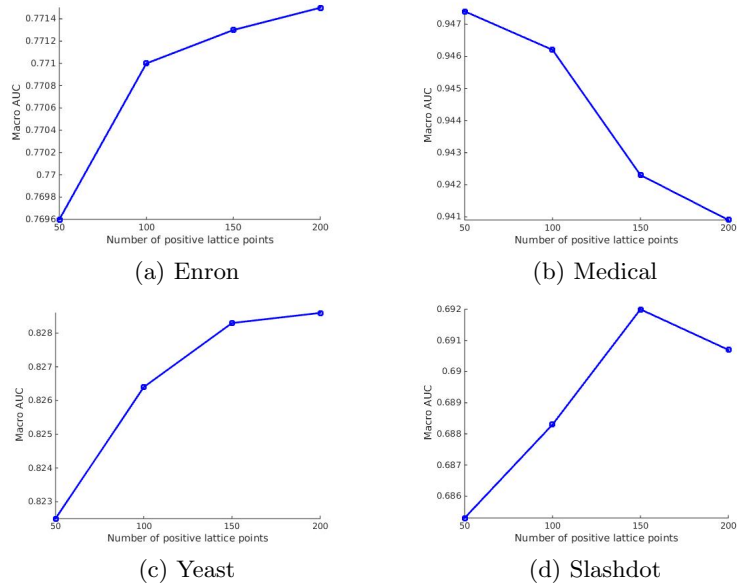 0.7714
0.7712
0.771
0.7708
0.7706
0.7704
0.7702
0.77
0.7698
0.7696
Macro AUC
50 100 150 200
Number of positive lattice points
(a) Enron
0.947
0.946
0.945
0.944
0.943
0.942
0.941
Macro AUC
50 100 150 200
Number of positive lattice points
(b) Medical
0.828
0.827
0.826
0.825
0.824
0.823
Macro AUC
50 100 150 200
Number of positive lattice points
(c) Yeast
0.692
0.691
0.69
0.689
0.688
0.687
0.686
Macro AUC
50 100 150 200
Number of positive lattice points
(d) Slashdot